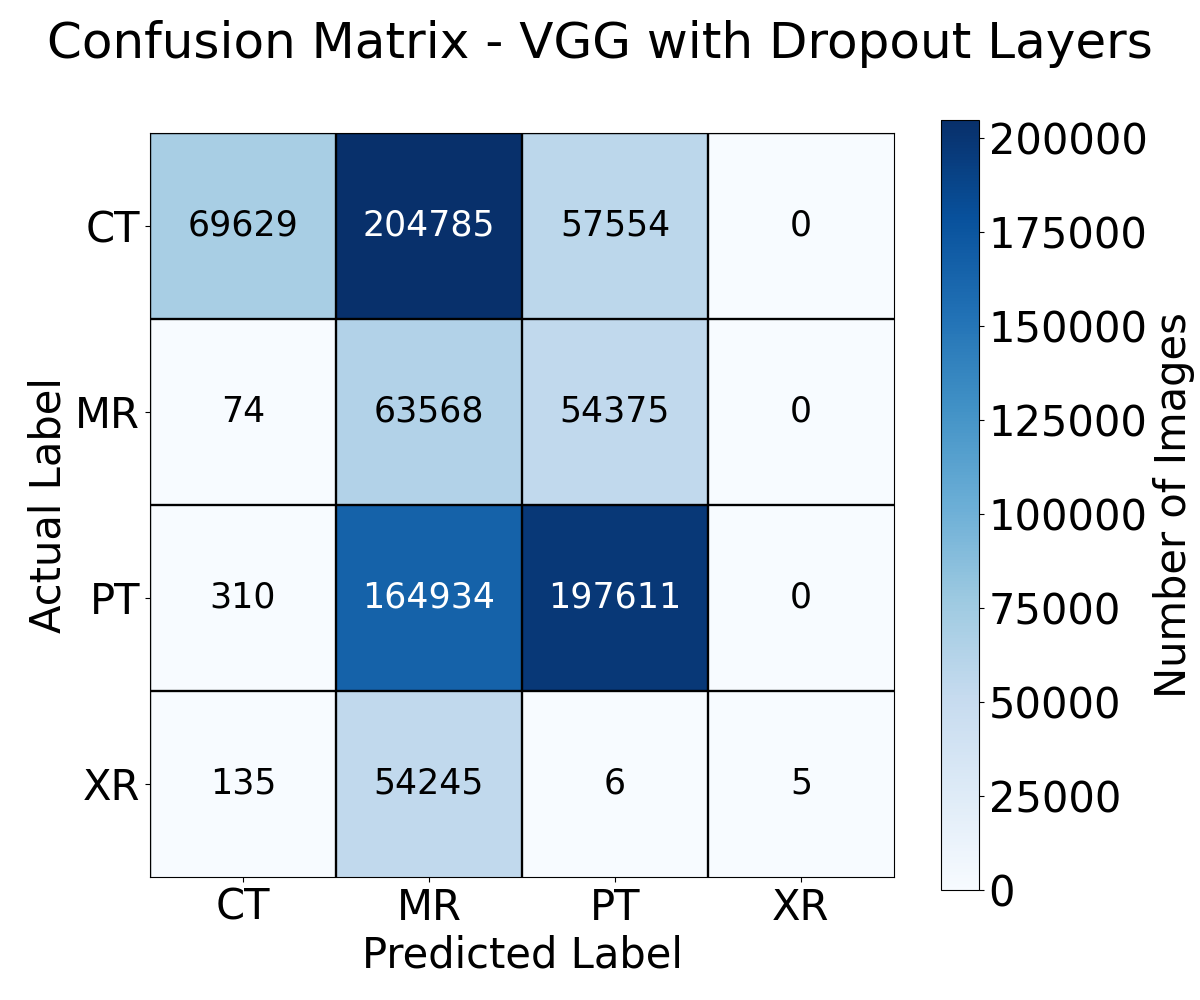 Confusion Matrix - VGG with Dropout Layers
CT 69629 204785 57554 0
MR 74 63568 54375 0
PT 310 164934 197611 0
XR 135 54245 6 5
CT MR PT XR
Predicted Label
Actual Label
200000
175000
150000
125000
100000
75000
50000
25000
0
Number of Images